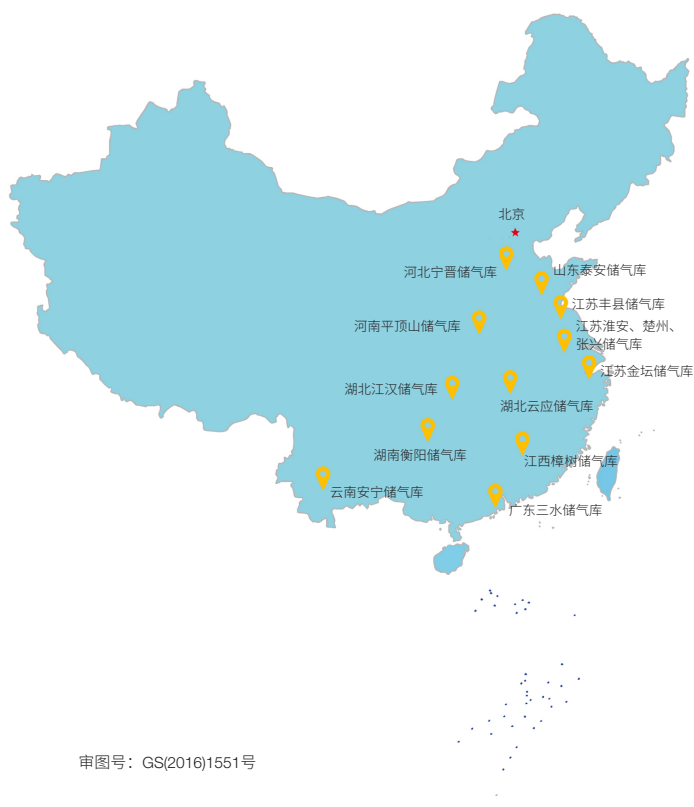 北京
河北宁晋储气库
山东泰安储气库
江苏丰县储气库
河南平顶山储气库
江苏淮安、楚州、
张兴储气库
江苏金坛储气库
湖北江汉储气库
湖北云应储气库
湖南衡阳储气库
江西樟树储气库
云南安宁储气库
广东三水储气库
审图号：GS(2016)1551号